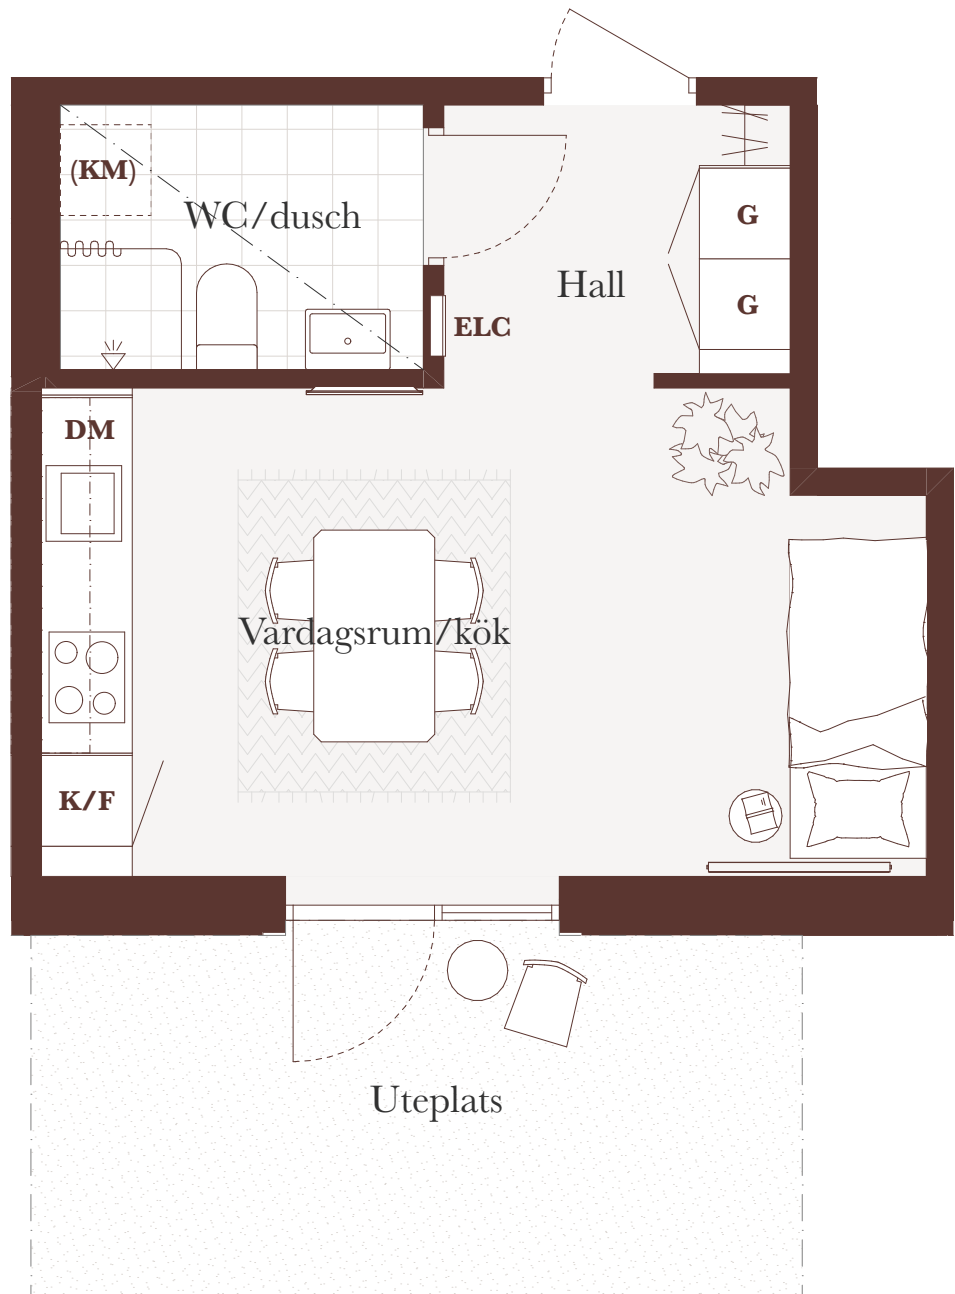 (KM)
WC/dusch
G
Hall
G
ELC
DM
Vardagsrum/kök
K/F
Uteplats